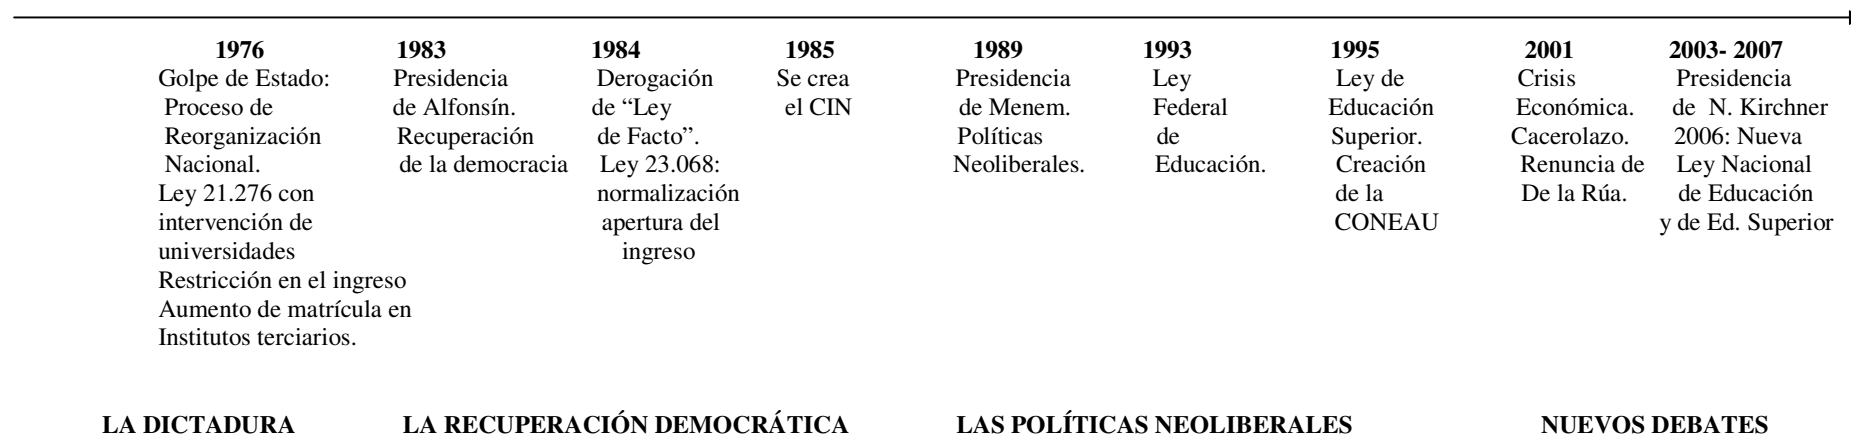 1976
Golpe de Estado:
Proceso de
Reorganización
Nacional.
Ley 21.276 con
intervención de
universidades
Restricción en el ingreso
Aumento de matrícula en
Institutos terciarios.
1983
Presidencia
de Alfonsín.
Recuperación
de la democracia
1984
Derogación
de “Ley
de Facto”.
Ley 23.068:
normalización
apertura del
ingreso
1985
Se crea
el CIN
1989
Presidencia
de Menem.
Políticas
Neoliberales.
1993
Ley
Federal
de
Educación.
1995
Ley de
Educación
Superior.
Creación
de la
CONEAU
2001
Crisis
Económica.
Cacerolazo.
Renuncia de
De la Rúa.
2003- 2007
Presidencia
de N. Kirchner
2006: Nueva
Ley Nacional
de Educación
y de Ed. Superior
LA DICTADURA
LA RECUPERACIÓN DEMOCRÁTICA
LAS POLÍTICAS NEOLIBERALES
NUEVOS DEBATES